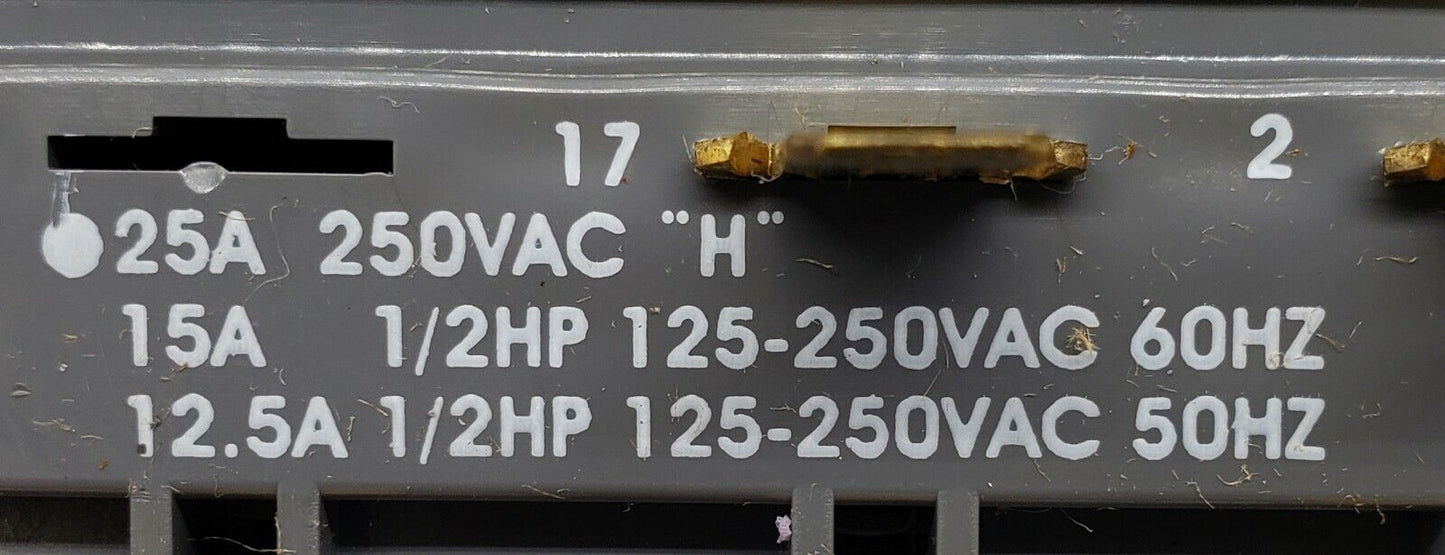 17 2
25A 250VAC "H"
15A 1/2HP 125-250VAC 60HZ
12.5A 1/2HP 125-250VAC 50HZ